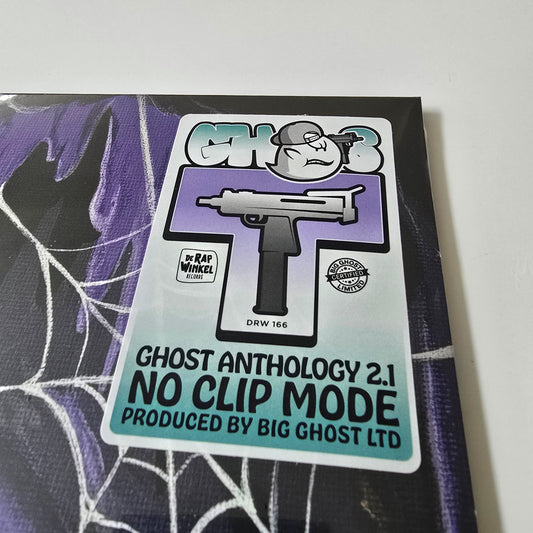 GHOS
T
DE RAP
WINKEL
RECORDS
BIG GHOST
CERTIFIED
LIMITED
DRW 166
GHOST ANTHOLOGY 2.1
NO CLIP MODE
PRODUCED BY BIG GHOST LTD